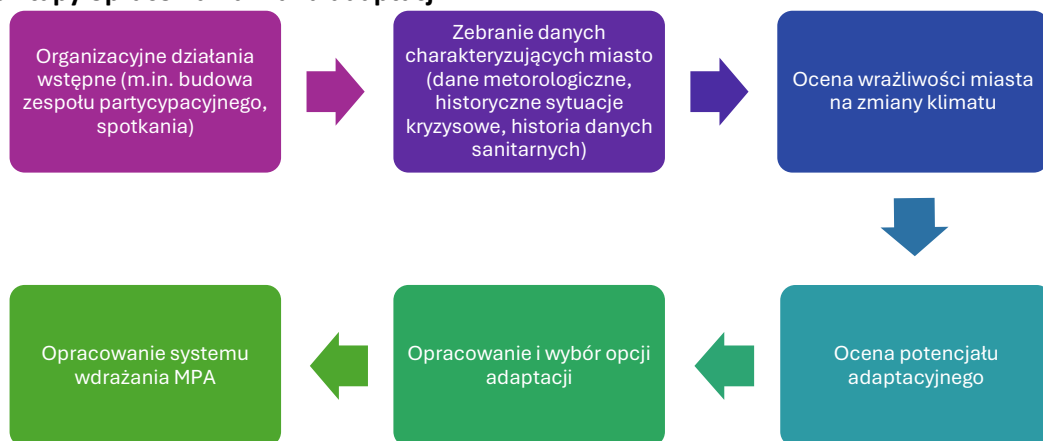 Organizacyjne działania
wstępne (m.in. budowa
zespołu partycypacyjnego,
spotkania)
Zebranie danych
charakteryzujących miasto
(dane metorologiczne,
historyczne sytuacje
kryzysowe, historia danych
sanitarnych)
Ocena wrażliwości miasta
na zmiany klimatu
Ocena potencjału
adaptacyjnego
Opracowanie i wybór opcji
adaptacji
Opracowanie systemu
wdrażania MPA